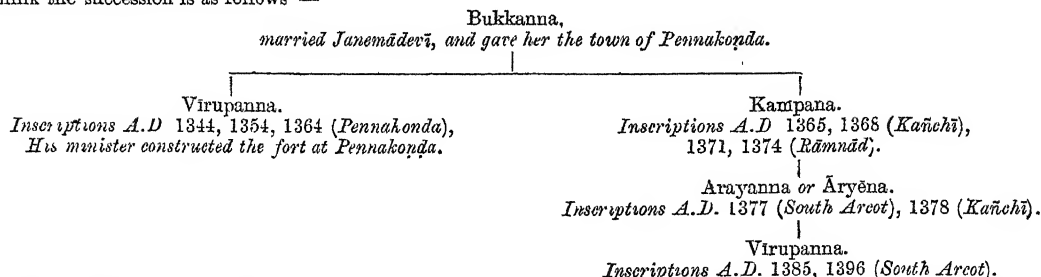 think the succession is as follows —
Bukkanna,
married Janemādevī, and gave her the town of Pennakoṇḍa.
Vīrupanna.
Inscriptions A.D 1344, 1354, 1364 (Pennakonda),
His minister constructed the fort at Pennakoṇḍa.
Kampana.
Inscriptions A.D 1365, 1368 (Kañchī),
1371, 1374 (Rāmnād).
Arayanna or Āryēna.
Inscriptions A.D. 1377 (South Arcot), 1378 (Kañchī).
Vīrupanna.
Inscriptions A.D. 1385, 1396 (South Arcot).